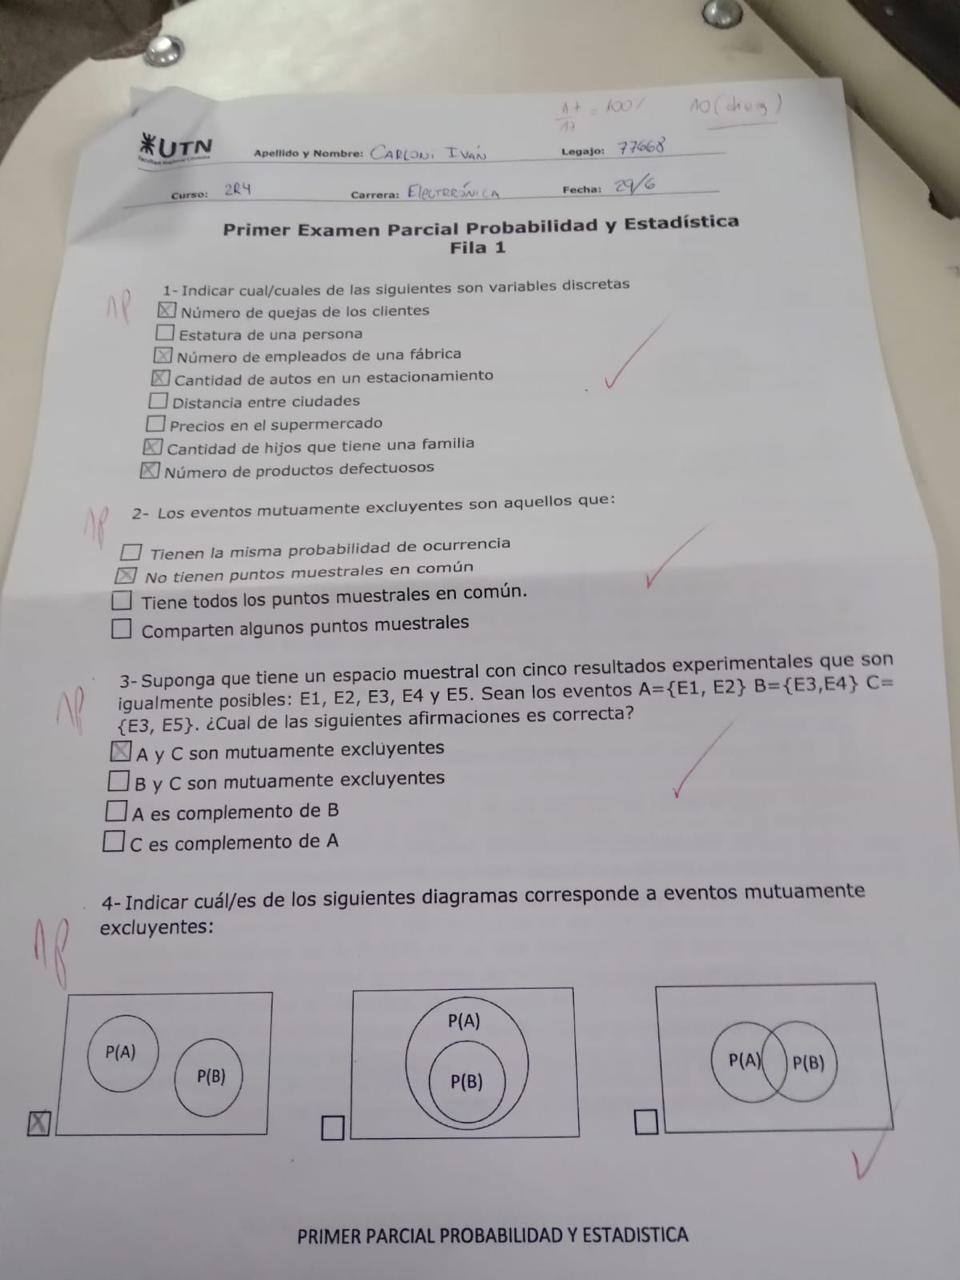 17/17 = 100% 10 (diez)
UTN
Apellido y Nombre: CARLONI IVÁN Legajo: 77668
Curso: 2R4 Carrera: ELECTRÓNICA Fecha: 29/6
Primer Examen Parcial Probabilidad y Estadística
Fila 1
1P
1- Indicar cual/cuales de las siguientes son variables discretas
Número de quejas de los clientes
Estatura de una persona
Número de empleados de una fábrica
Cantidad de autos en un estacionamiento
Distancia entre ciudades
Precios en el supermercado
Cantidad de hijos que tiene una familia
Número de productos defectuosos
1P
2- Los eventos mutuamente excluyentes son aquellos que:
Tienen la misma probabilidad de ocurrencia
No tienen puntos muestrales en común
Tiene todos los puntos muestrales en común.
Comparten algunos puntos muestrales
1P
3- Suponga que tiene un espacio muestral con cinco resultados experimentales que son
igualmente posibles: E1, E2, E3, E4 y E5. Sean los eventos A={E1, E2} B={E3,E4} C=
{E3, E5}. ¿Cual de las siguientes afirmaciones es correcta?
A y C son mutuamente excluyentes
B y C son mutuamente excluyentes
A es complemento de B
C es complemento de A
1P
4- Indicar cuál/es de los siguientes diagramas corresponde a eventos mutuamente
excluyentes:
P(A)
P(B)
P(A)
P(B)
P(A) P(B)
PRIMER PARCIAL PROBABILIDAD Y ESTADISTICA